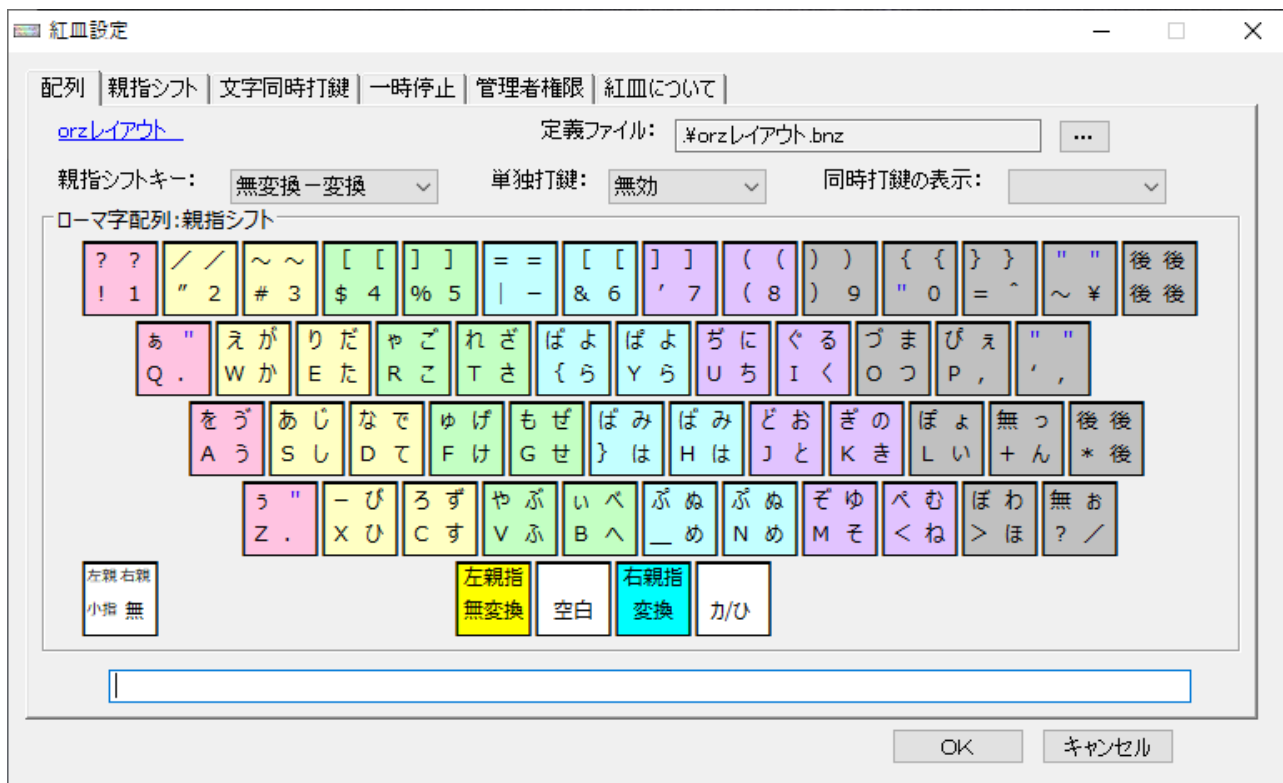 紅皿設定
配列 親指シフト 文字同時打鍵 一時停止 管理者権限 紅皿について
orzレイアウト 定義ファイル: .¥orzレイアウト.bnz ...
親指シフトキー: 無変換－変換 単独打鍵: 無効 同時打鍵の表示:
ローマ字配列:親指シフト
? ? ／ ／ ～ ～ [ [ ] ] = = [ [ ] ] ( ( ) ) { { } } " " 後 後
! 1 ” 2 # 3 $ 4 % 5 | － & 6 ’ 7 ( 8 ) 9 " 0 = ＾ ～ ¥ 後 後
ぁ " え が り だ ゃ ご れ ざ ぱ よ ぱ よ ぢ に ぐ る づ ま ぴ ぇ " "
Q . W か E た R こ T さ { ら Y ら U ち I く O つ P , ‘ ,
を ゔ あ じ な で ゅ げ も ぜ ば み ば み ど お ぎ の ぽ ょ 無 っ 後 後
A う S し D て F け G せ } は H は J と K き L い + ん * 後
ぅ " ー び ろ ず や ぶ ぃ べ ぷ ぬ ぷ ぬ ぞ ゆ ぺ む ぼ わ 無 ぉ
Z . X ひ C す V ふ B へ ＿ め N め M そ < ね > ほ ? ／
左親 右親 左親指 右親指
小指 無 無変換 空白 変換 カ/ひ
OK キャンセル